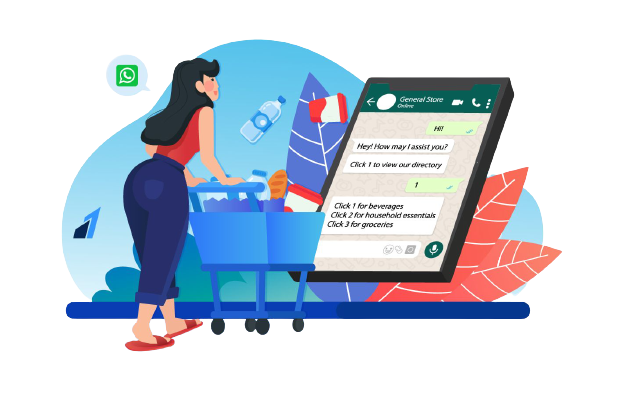 General Store
Online
Hi!
Hey! How may I assist you?
Click 1 to view our directory
1
Click 1 for beverages
Click 2 for household essentials
Click 3 for groceries